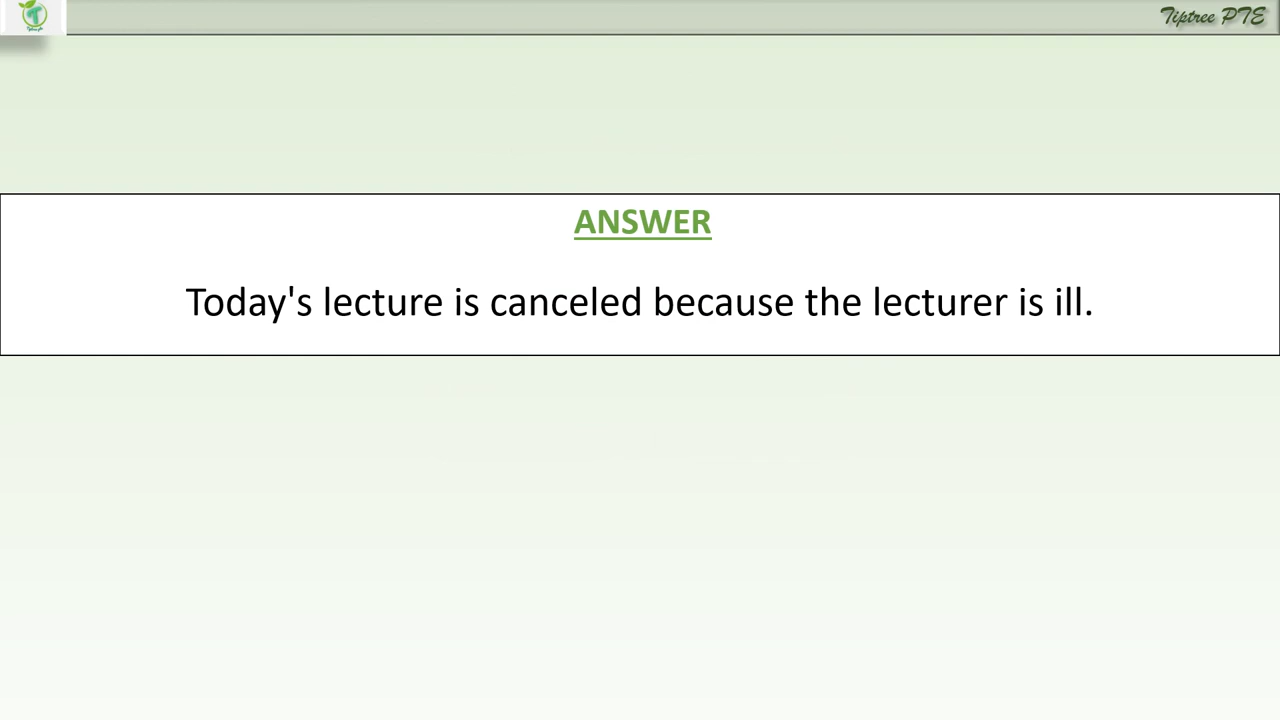 Tiptree PTE
ANSWER
Today's lecture is canceled because the lecturer is ill.